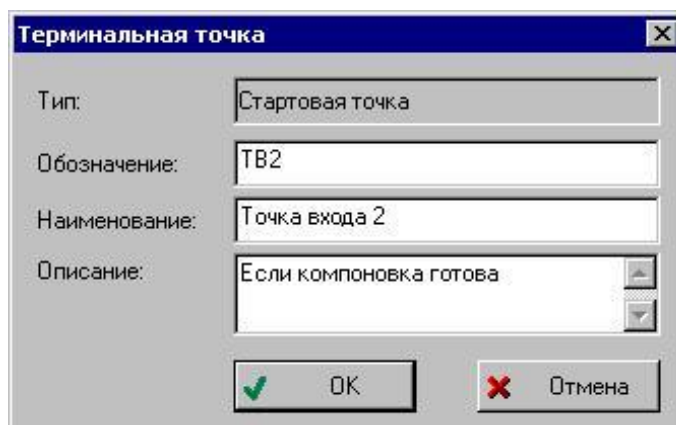 Терминальная точка
Тип: Стартовая точка
Обозначение: ТВ2
Наименование: Точка входа 2
Описание: Если компоновка готова
OK Отмена